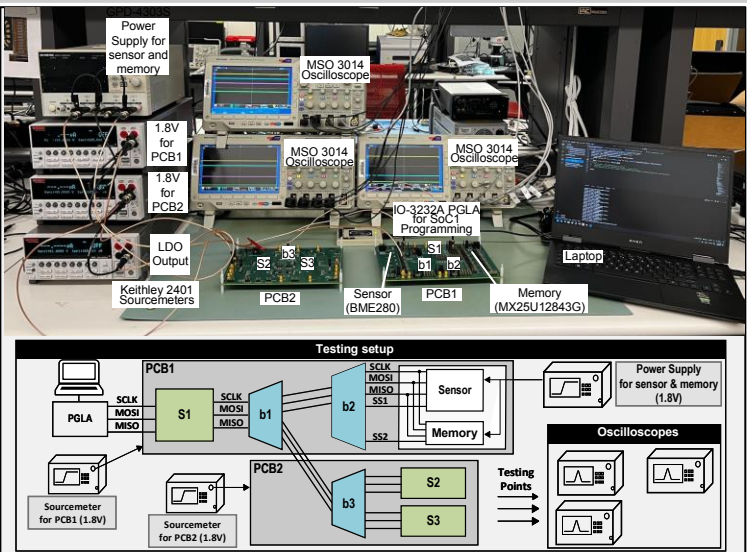 GPD-4303S
Power
Supply for
sensor and
memory
MSO 3014
Oscilloscope
1.8V
for
PCB1
MSO 3014
Oscilloscope
MSO 3014
Oscilloscope
1.8V
for
PCB2
IO-3232A PGLA
for SoC1
Programming
LDO
Output
b3
S2
S3
S1
b1
b2
Laptop
Keithley 2401
Sourcemeters
PCB2
Sensor
(BME280)
PCB1
Memory
(MX25U12843G)
Testing setup
PCB1
SCLK
MOSI
MISO
SS1
SS2
Sensor
Memory
Power Supply
for sensor & memory
(1.8V)
PGLA
SCLK
MOSI
MISO
S1
SCLK
MOSI
MISO
b1
b2
Oscilloscopes
PCB2
b3
S2
S3
Testing
Points
Sourcemeter
for PCB1 (1.8V)
Sourcemeter
for PCB2 (1.8V)